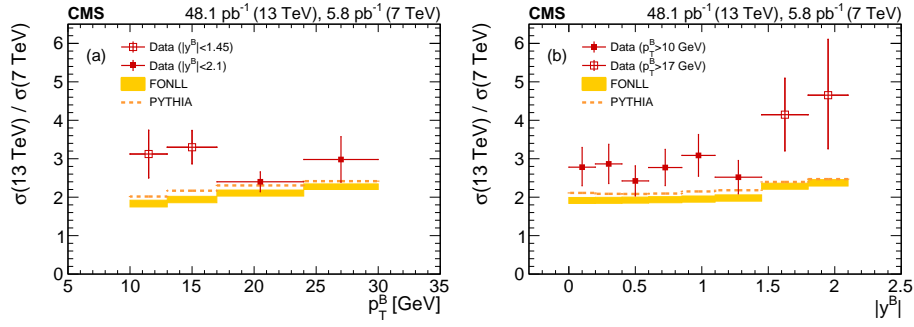 CMS 48.1 pb⁻¹ (13 TeV), 5.8 pb⁻¹ (7 TeV)
(a)
Data (|y^B|<1.45)
Data (|y^B|<2.1)
FONLL
PYTHIA
σ(13 TeV) / σ(7 TeV)
6
5
4
3
2
1
0
5 10 15 20 25 30 35
p_T^B [GeV]
CMS 48.1 pb⁻¹ (13 TeV), 5.8 pb⁻¹ (7 TeV)
(b)
Data (p_T^B>10 GeV)
Data (p_T^B>17 GeV)
FONLL
PYTHIA
σ(13 TeV) / σ(7 TeV)
6
5
4
3
2
1
0
0 0.5 1 1.5 2 2.5
|y^B|